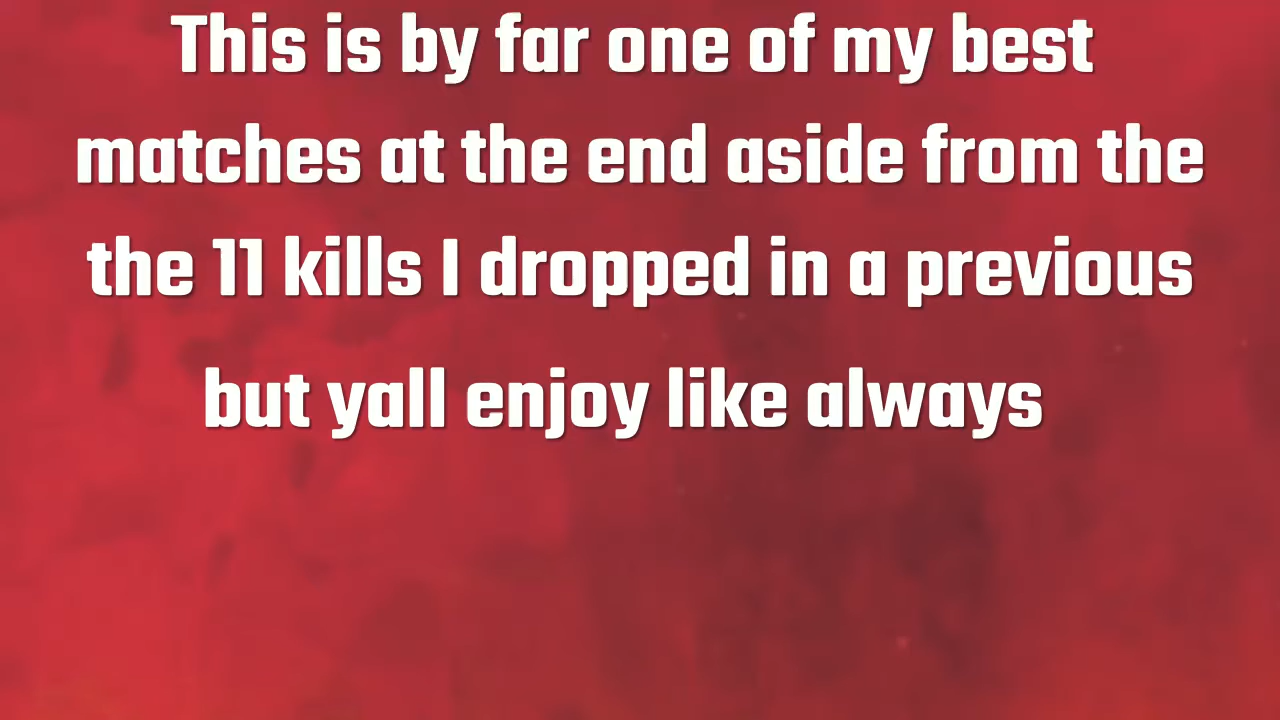 This is by far one of my best
matches at the end aside from the
the 11 kills I dropped in a previous
but yall enjoy like always